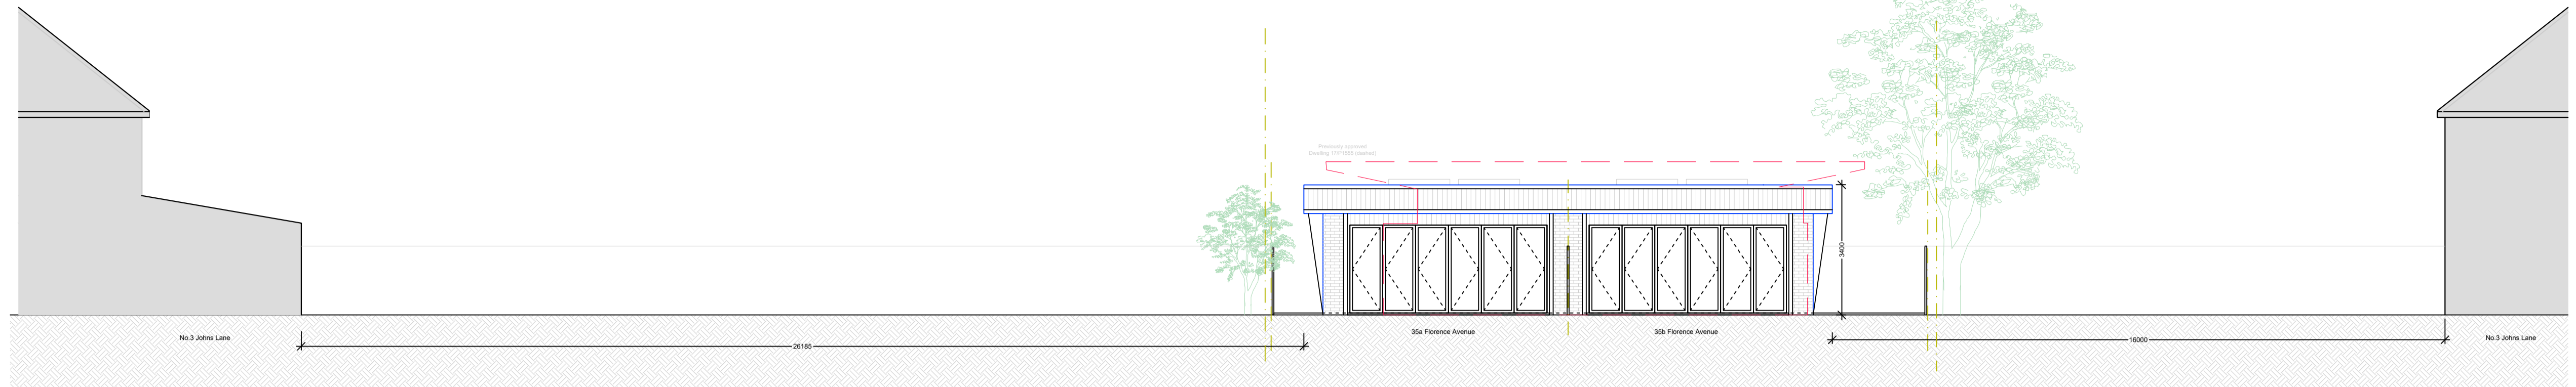 Previously approved
Dwelling 17/P1055 (dashed)
3400
No.3 Johns Lane
26185
35a Florence Avenue
35b Florence Avenue
16000
No.3 Johns Lane